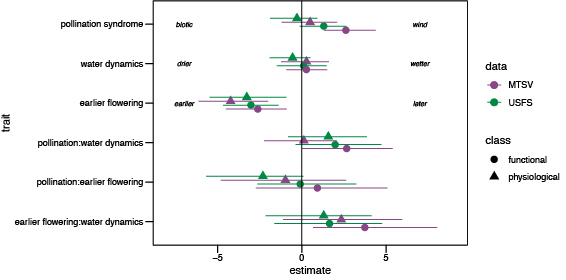 pollination syndrome
biotic
wind
water dynamics
drier
wetter
earlier flowering
earlier
later
pollination:water dynamics
pollination:earlier flowering
earlier flowering:water dynamics
trait
−5
0
5
estimate
data
MTSV
USFS
class
functional
physiological